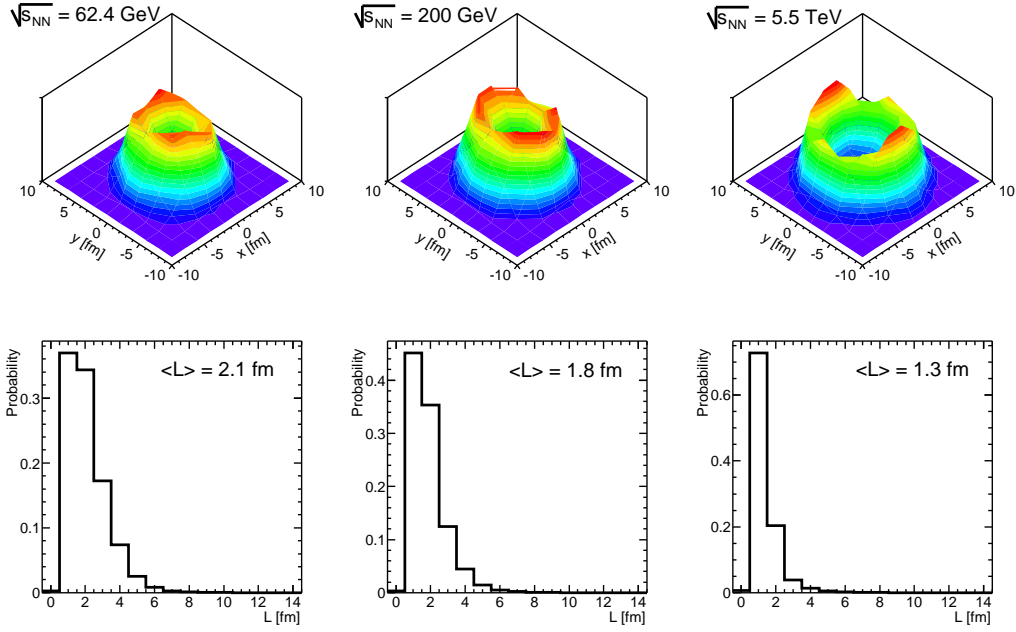 √s_NN = 62.4 GeV
10
5
0
-5
-10
y [fm]
-10
-5
0
5
10
x [fm]
√s_NN = 200 GeV
10
5
0
-5
-10
y [fm]
-10
-5
0
5
10
x [fm]
√s_NN = 5.5 TeV
10
5
0
-5
-10
y [fm]
-10
-5
0
5
10
x [fm]
Probability
<L> = 2.1 fm
0.3
0.2
0.1
0
0 2 4 6 8 10 12 14
L [fm]
Probability
<L> = 1.8 fm
0.4
0.3
0.2
0.1
0
0 2 4 6 8 10 12 14
L [fm]
Probability
<L> = 1.3 fm
0.6
0.4
0.2
0
0 2 4 6 8 10 12 14
L [fm]